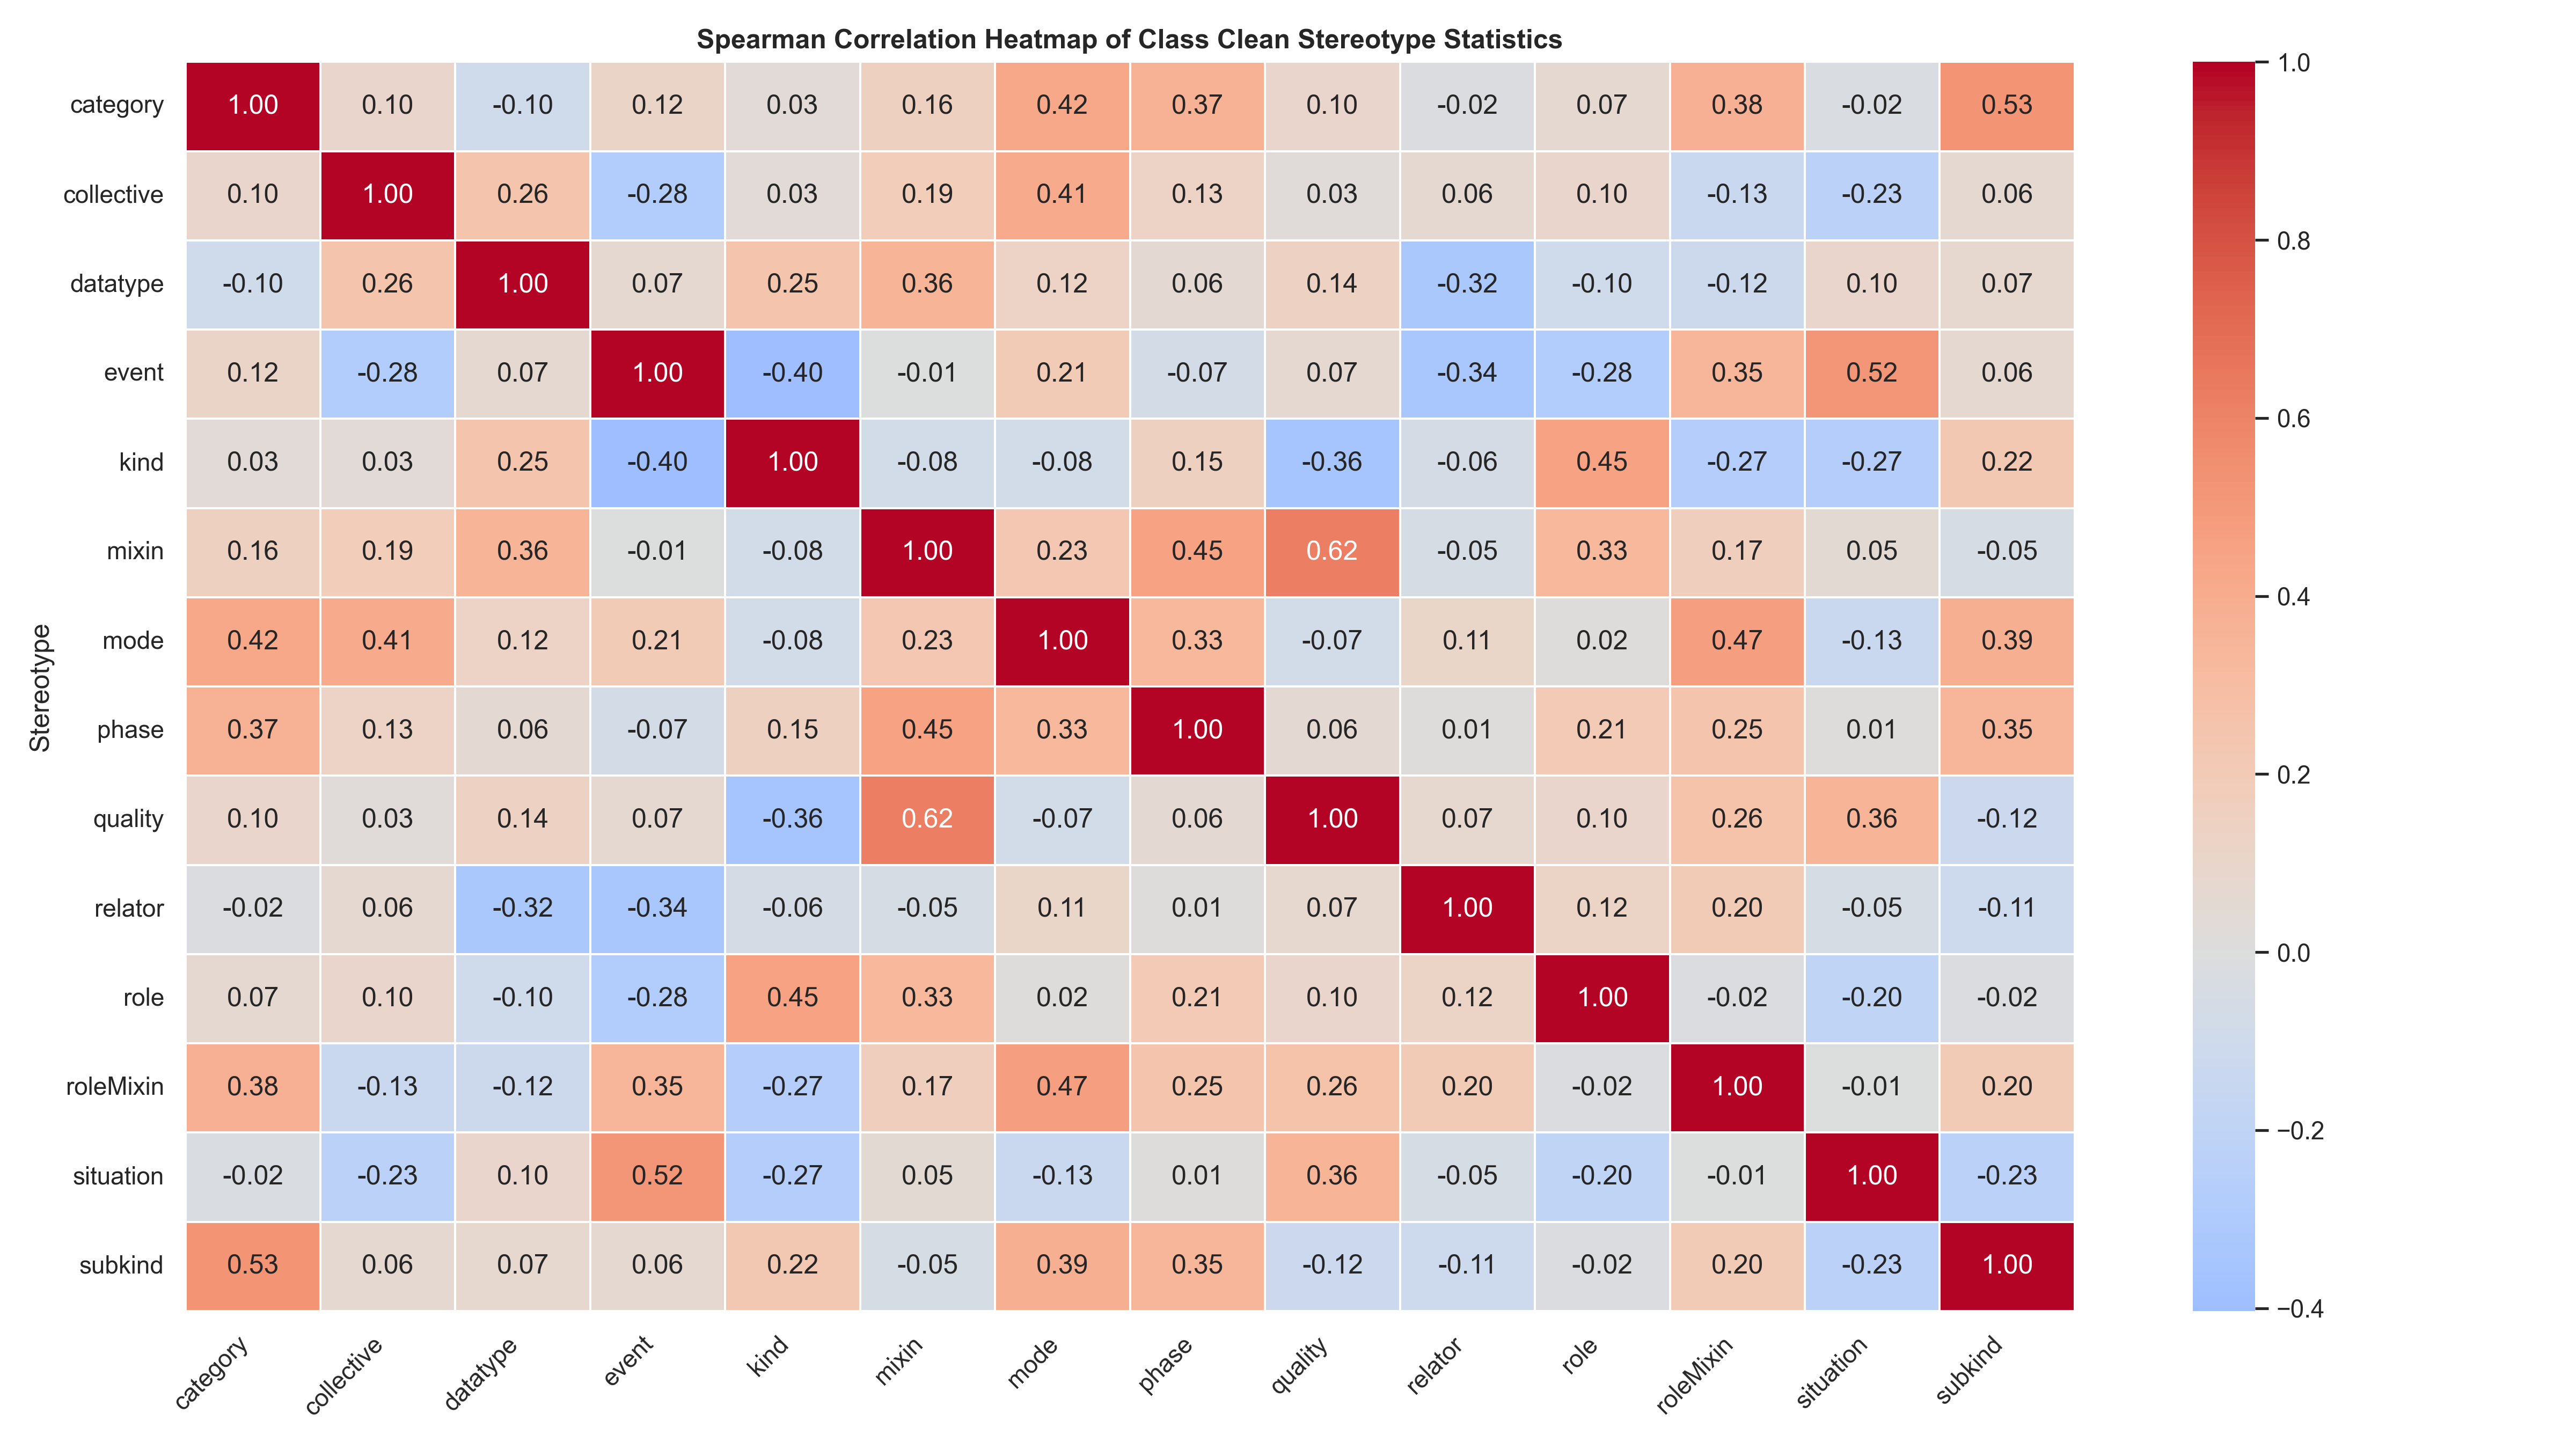 Spearman Correlation Heatmap of Class Clean Stereotype Statistics
category 1.00 0.10 -0.10 0.12 0.03 0.16 0.42 0.37 0.10 -0.02 0.07 0.38 -0.02 0.53
collective 0.10 1.00 0.26 -0.28 0.03 0.19 0.41 0.13 0.03 0.06 0.10 -0.13 -0.23 0.06
datatype -0.10 0.26 1.00 0.07 0.25 0.36 0.12 0.06 0.14 -0.32 -0.10 -0.12 0.10 0.07
event 0.12 -0.28 0.07 1.00 -0.40 -0.01 0.21 -0.07 0.07 -0.34 -0.28 0.35 0.52 0.06
kind 0.03 0.03 0.25 -0.40 1.00 -0.08 -0.08 0.15 -0.36 -0.06 0.45 -0.27 -0.27 0.22
mixin 0.16 0.19 0.36 -0.01 -0.08 1.00 0.23 0.45 0.62 -0.05 0.33 0.17 0.05 -0.05
mode 0.42 0.41 0.12 0.21 -0.08 0.23 1.00 0.33 -0.07 0.11 0.02 0.47 -0.13 0.39
phase 0.37 0.13 0.06 -0.07 0.15 0.45 0.33 1.00 0.06 0.01 0.21 0.25 0.01 0.35
quality 0.10 0.03 0.14 0.07 -0.36 0.62 -0.07 0.06 1.00 0.07 0.10 0.26 0.36 -0.12
relator -0.02 0.06 -0.32 -0.34 -0.06 -0.05 0.11 0.01 0.07 1.00 0.12 0.20 -0.05 -0.11
role 0.07 0.10 -0.10 -0.28 0.45 0.33 0.02 0.21 0.10 0.12 1.00 -0.02 -0.20 -0.02
roleMixin 0.38 -0.13 -0.12 0.35 -0.27 0.17 0.47 0.25 0.26 0.20 -0.02 1.00 -0.01 0.20
situation -0.02 -0.23 0.10 0.52 -0.27 0.05 -0.13 0.01 0.36 -0.05 -0.20 -0.01 1.00 -0.23
subkind 0.53 0.06 0.07 0.06 0.22 -0.05 0.39 0.35 -0.12 -0.11 -0.02 0.20 -0.23 1.00
Stereotype
category collective datatype event kind mixin mode phase quality relator role roleMixin situation subkind
1.0
0.8
0.6
0.4
0.2
0.0
−0.2
−0.4